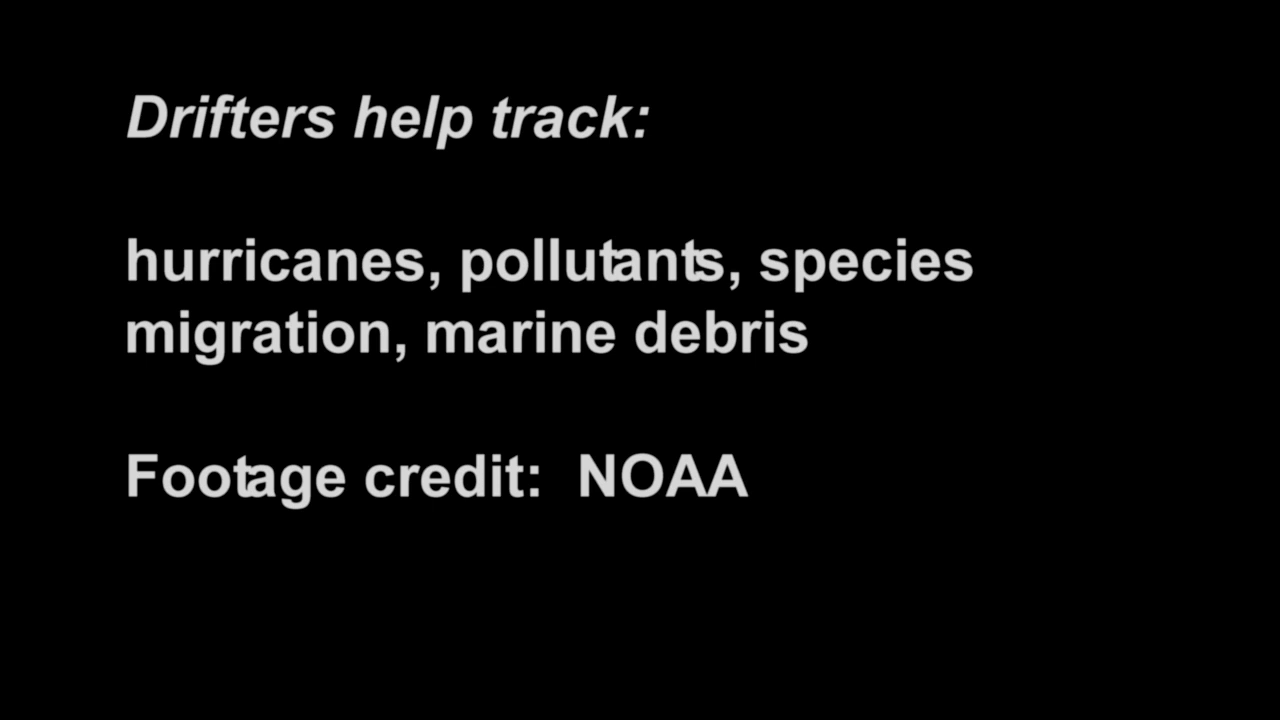 Drifters help track:
hurricanes, pollutants, species
migration, marine debris
Footage credit:  NOAA